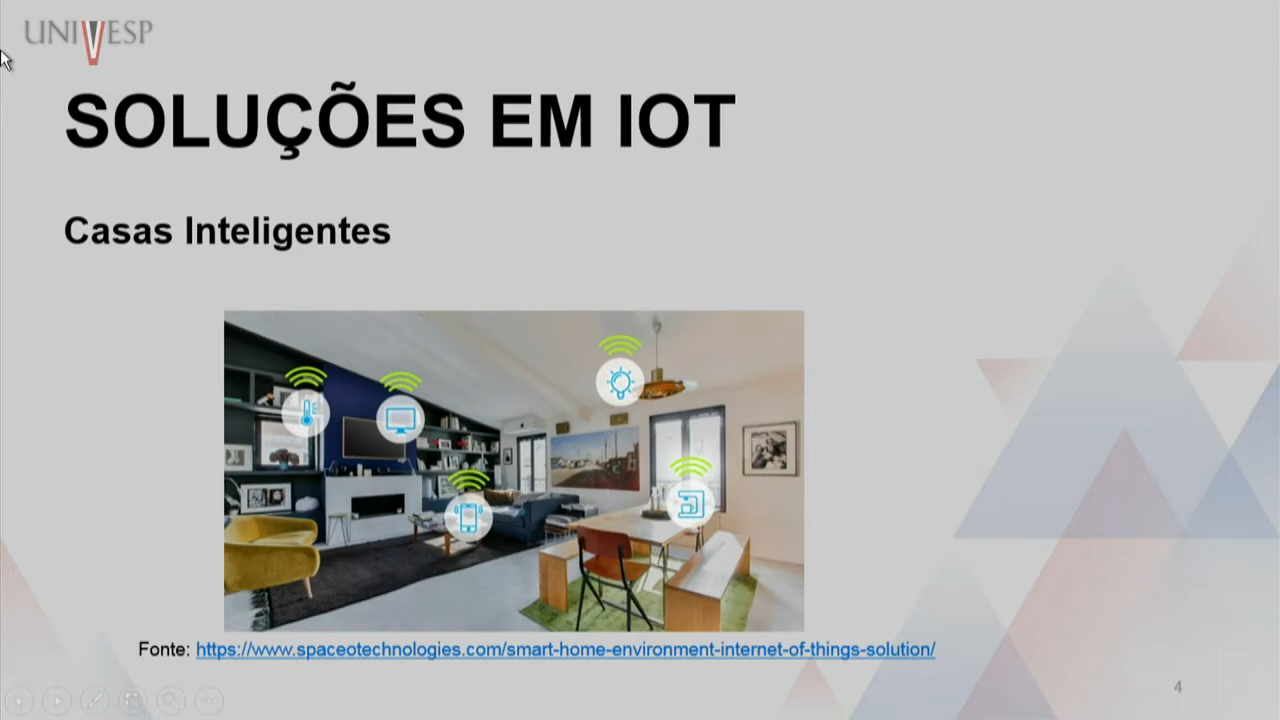 UNIVESP
SOLUÇÕES EM IOT
Casas Inteligentes
Fonte: https://www.spaceotechnologies.com/smart-home-environment-internet-of-things-solution/
4